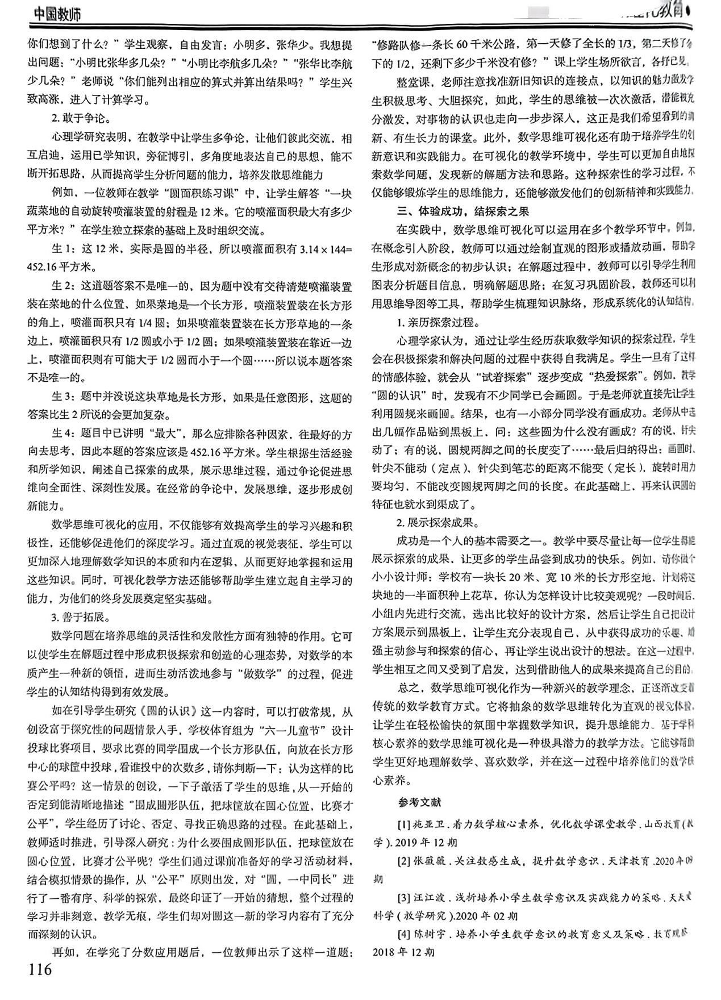 中国教师
教育
你们想到了什么？”学生观察，自由发言：小明多，张华少。我想提
出问题：“小明比张华多几朵？”“小明比李航多几朵？”“张华比李航
少几朵？”老师说“你们能列出相应的算式并算出结果吗？”学生兴
致高涨，进入了计算学习。
2. 敢于争论。
心理学研究表明，在教学中让学生多争论，让他们彼此交流，相
互启迪，运用已学知识，旁征博引，多角度地表达自己的思想，能不
断开拓思路，从而提高学生分析问题的能力，培养发散思维能力
例如，一位教师在教学“圆面积练习课”中，让学生解答“一块
蔬菜地的自动旋转喷灌装置的射程是 12 米。它的喷灌面积最大有多少
平方米？”在学生独立探索的基础上及时组织交流。
生 1：这 12 米，实际是圆的半径，所以喷灌面积有 3.14 × 144=
452.16 平方米。
生 2：这道题答案不是唯一的，因为题中没有交待清楚喷灌装置
装在菜地的什么位置，如果菜地是一个长方形，喷灌装置装在长方形
的角上，喷灌面积只有 1/4 圆；如果喷灌装置装在长方形草地的一条
边上，喷灌面积只有 1/2 圆或小于 1/2 圆；如果喷灌装置装在靠近一边
上，喷灌面积则有可能大于 1/2 圆而小于一个圆……所以说本题答案
不是唯一的。
生 3：题中并没说这块草地是长方形，如果是任意图形，这题的
答案比生 2 所说的会更加复杂。
生 4：题目中已讲明“最大”，那么应排除各种因素，往最好的方
向去思考，因此本题的答案应该是 452.16 平方米。学生根据生活经验
和所学知识，阐述自己探索的成果，展示思维过程，通过争论促进思
维向全面性、深刻性发展。在经常的争论中，发展思维，逐步形成创
新能力。
数学思维可视化的应用，不仅能够有效提高学生的学习兴趣和积
极性，还能够促进他们的深度学习。通过直观的视觉表征，学生可以
更加深入地理解数学知识的本质和内在逻辑，从而更好地掌握和运用
这些知识。同时，可视化教学方法还能够帮助学生建立起自主学习的
能力，为他们的终身发展奠定坚实基础。
3. 善于拓展。
数学问题在培养思维的灵活性和发散性方面有独特的作用。它可
以使学生在解题过程中形成积极探索和创造的心理态势，对数学的本
质产生一种新的领悟，进而生动活泼地参与“做数学”的过程，促进
学生的认知结构得到有效发展。
如在引导学生研究《圆的认识》这一内容时，可以打破常规，从
创设富于探究性的问题情景入手，学校体育组为“六一儿童节”设计
投球比赛项目，要求比赛的同学围成一个长方形队伍，向放在长方形
中心的球筐中投球，看谁投中的次数多，请你判断一下：认为这样的比
赛公平吗？这一情景的创设，一下子激活了学生的思维，从一开始的
否定到能清晰地描述“围成圆形队伍，把球筐放在圆心位置，比赛才
公平”，学生经历了讨论、否定、寻找正确思路的过程。在此基础上，
教师适时推进，引导深入研究：为什么要围成圆形队伍，把球筐放在
圆心位置，比赛才公平呢？学生们通过课前准备好的学习活动材料，
结合模拟情景的操作，从“公平”原则出发，对“圆，一中同长”进
行了一番有序、科学的探索，最终印证了一开始的猜想，整个过程的
学习并非刻意，教学无痕，学生们却对圆这一新的学习内容有了充分
而深刻的认识。
再如，在学完了分数应用题后，一位教师出示了这样一道题：
116
“修路队修一条长 60 千米公路，第一天修了全长的 1/3，第二天修了余
下的 1/2，还剩下多少千米没有修？”课上学生场所欲言，各抒已见。
整堂课，老师注意找准新旧知识的连接点，以知识的魅力激发学
生积极思考、大胆探究，如此，学生的思维被一次次激活，潜能被充
分激发，对事物的认识也走向一步步深入，这正是我们希望看到的清
新、有生长力的课堂。此外，数学思维可视化还有助于培养学生的创
新意识和实践能力。在可视化的教学环境中，学生可以更加自由地探
索数学问题，发现新的解题方法和思路。这种探索性的学习过程，不
仅能够锻炼学生的思维能力，还能够激发他们的创新精神和实践能力。
三、体验成功，结探索之果
在实践中，数学思维可视化可以运用在多个教学环节中。例如，
在概念引入阶段，教师可以通过绘制直观的图形或播放动画，帮助学
生形成对新概念的初步认识；在解题过程中，教师可以引导学生利用
图表分析题目信息，明确解题思路；在复习巩固阶段，教师还可以利
用思维导图等工具，帮助学生梳理知识脉络，形成系统化的认知结构。
1. 亲历探索过程。
心理学家认为，通过让学生经历获取数学知识的探索过程，学生
会在积极探索和解决问题的过程中获得自我满足。学生一旦有了这样
的情感体验，就会从“试着探索”逐步变成“热爱探索”。例如，教学
“圆的认识”时，发现有不少同学已会画圆。于是老师就直接先让学生
利用圆规来画圆。结果，也有一小部分同学没有画成功。老师从中选
出几幅作品贴到黑板上，问：这些圆为什么没有画成？有的说，针尖
动了；有的说，圆规两脚之间的长度变了……最后归纳得出：画圆时，
针尖不能动（定点）、针尖到笔芯的距离不能变（定长），旋转时用力
要均匀，不能改变圆规两脚之间的长度。在此基础上，再来认识圆的
特征也就水到渠成了。
2. 展示探索成果。
成功是一个人的基本需要之一。教学中要尽量让每一位学生都能
展示探索的成果，让更多的学生品尝到成功的快乐。例如，请你做个
小小设计师：学校有一块长 20 米、宽 10 米的长方形空地，计划将这
块地的一半面积种上花草，你认为怎样设计比较美观呢？一段时间后，
小组内先进行交流，选出比较好的设计方案，然后让学生自己把设计
方案展示到黑板上，让学生充分表现自己，从中获得成功的乐趣、增
强主动参与和探索的信心，再让学生说出设计的想法。在这一过程中，
学生相互之间又受到了启发，达到借助他人的成果来提高自己的目的。
总之，数学思维可视化作为一种新兴的教学理念，正逐渐改变着
传统的数学教育方式。它将抽象的数学思维转化为直观的视觉体验，
让学生在轻松愉快的氛围中掌握数学知识，提升思维能力。基于学科
核心素养的数学思维可视化是一种极具潜力的教学方法。它能够帮助
学生更好地理解数学、喜欢数学，并在这一过程中培养他们的数学核
心素养。
参考文献
[1] 施亚卫 . 着力数学核心素养，优化数学课堂教学 . 山西教育 ( 教
学 ). 2019 年 12 期
[2] 张薇薇 . 关注数感生成，提升数学意识 . 天津教育 .2020 年 09
期
[3] 汪江波 . 浅析培养小学生数学意识及实践能力的策略 . 天天爱
科学 ( 教学研究 ).2020 年 02 期
[4] 陈树宇 . 培养小学生数学意识的教育意义及策略 . 教育观察
2018 年 12 期